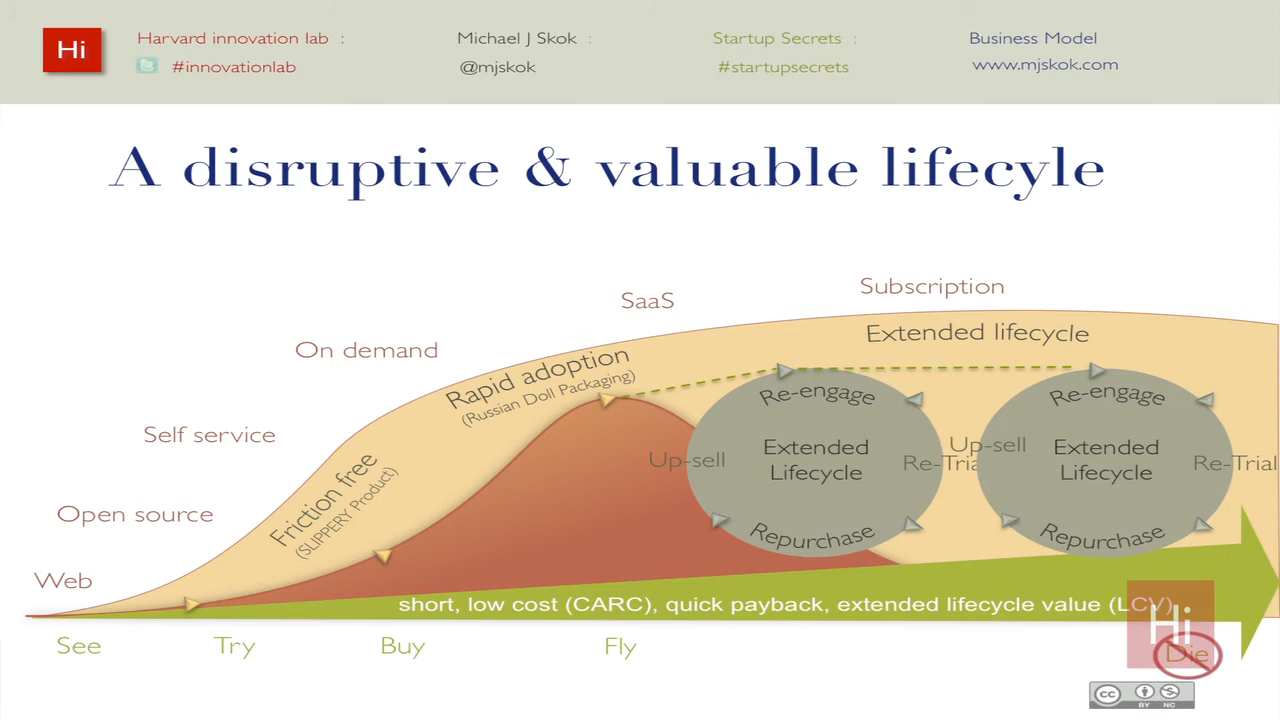 Hi
Harvard innovation lab :
#innovationlab
Michael J Skok :
@mjskok
Startup Secrets :
#startupsecrets
Business Model
www.mjskok.com
A disruptive & valuable lifecyle
Subscription
SaaS
Extended lifecycle
On demand
Rapid adoption
(Russian Doll Packaging)
Self service
Friction free
(SLIPPERY Product)
Open source
Web
Re-engage
Up-sell
Extended
Lifecycle
Re-Tria
Repurchase
Re-engage
Up-sell
Extended
Lifecycle
Re-Trial
Repurchase
short, low cost (CARC), quick payback, extended lifecycle value (LCV)
See
Try
Buy
Fly
Hi
Die
cc
BY NC